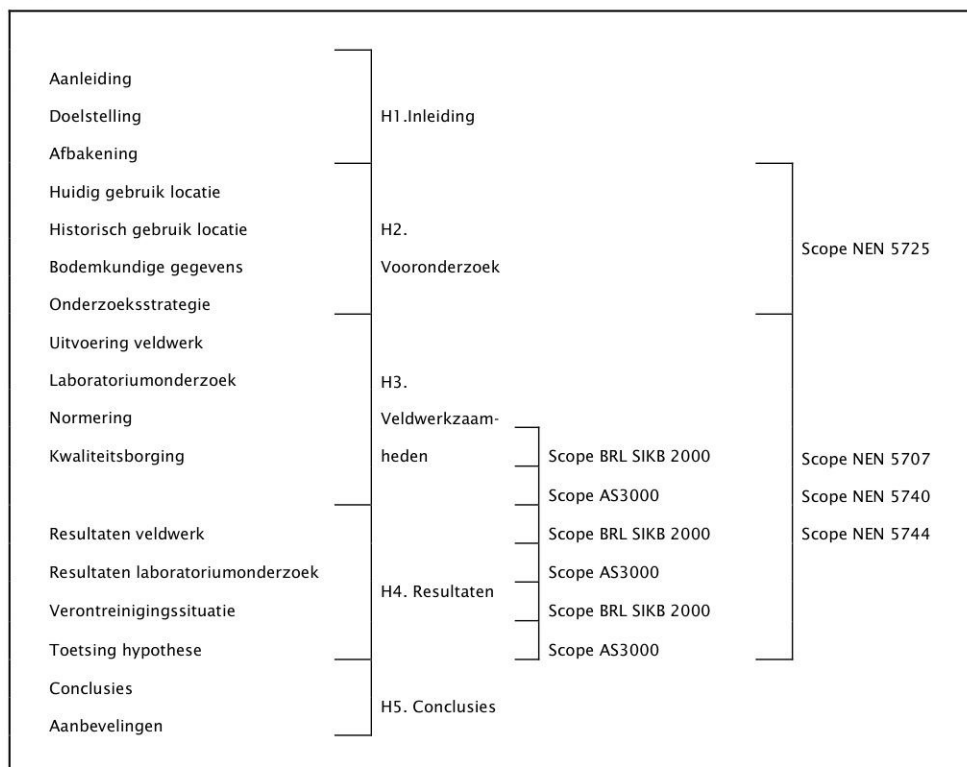 Aanleiding
Doelstelling
H1.Inleiding
Afbakening
Huidig gebruik locatie
Historisch gebruik locatie
H2.
Scope NEN 5725
Bodemkundige gegevens
Vooronderzoek
Onderzoeksstrategie
Uitvoering veldwerk
Laboratoriumonderzoek
H3.
Normering
Veldwerkzaam-
Kwaliteitsborging
heden
Scope BRL SIKB 2000
Scope NEN 5707
Scope AS3000
Scope NEN 5740
Resultaten veldwerk
Scope BRL SIKB 2000
Scope NEN 5744
Resultaten laboratoriumonderzoek
Scope AS3000
H4. Resultaten
Verontreinigingssituatie
Scope BRL SIKB 2000
Toetsing hypothese
Scope AS3000
Conclusies
H5. Conclusies
Aanbevelingen